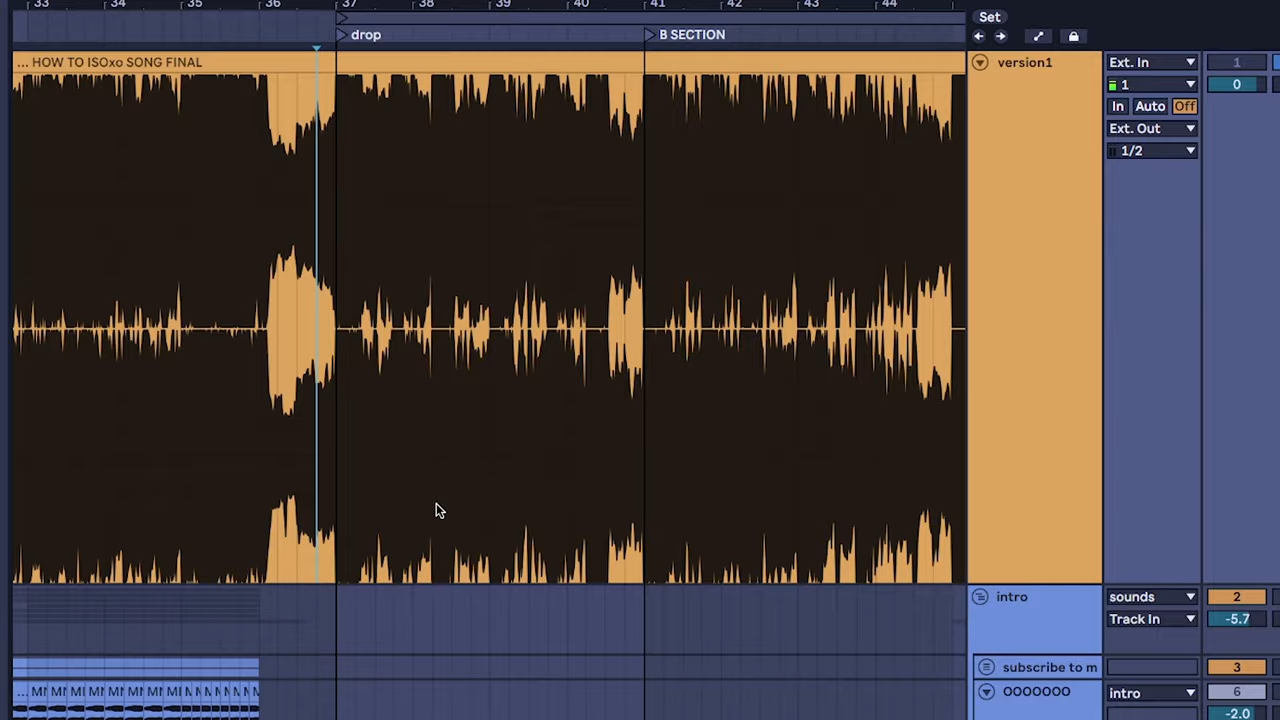 33 34 35 36 37 38 39 40 41 42 43 44
Set
drop B SECTION
... HOW TO ISOxo SONG FINAL
version1 Ext. In 1
1 0
In Auto Off
Ext. Out
1/2
intro sounds 2
Track In -5.7
subscribe to m 3
0000000 intro 6
-2.0